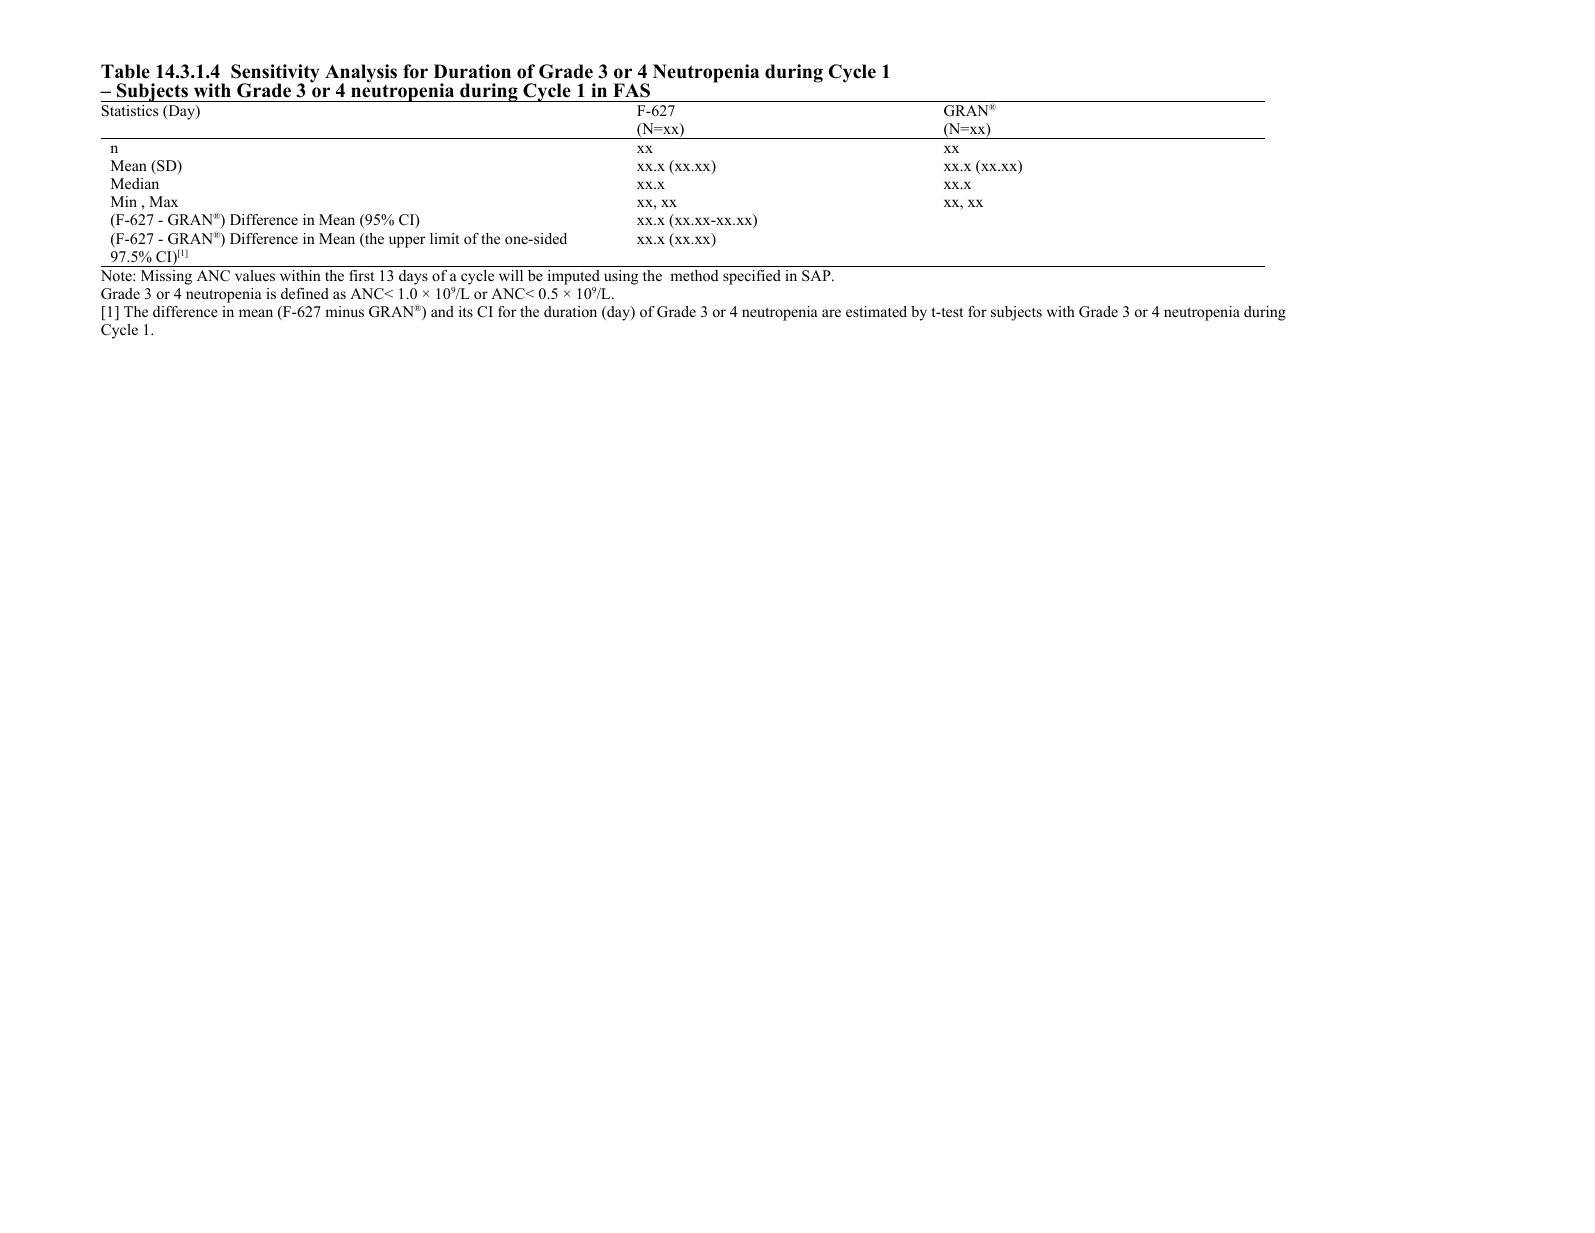 Table 14.3.1.4  Sensitivity Analysis for Duration of Grade 3 or 4 Neutropenia during Cycle 1
– Subjects with Grade 3 or 4 neutropenia during Cycle 1 in FAS
Statistics (Day) F-627 GRAN®
(N=xx) (N=xx)
n xx xx
Mean (SD) xx.x (xx.xx) xx.x (xx.xx)
Median xx.x xx.x
Min , Max xx, xx xx, xx
(F-627 - GRAN®) Difference in Mean (95% CI) xx.x (xx.xx-xx.xx)
(F-627 - GRAN®) Difference in Mean (the upper limit of the one-sided xx.x (xx.xx)
97.5% CI)[1]
Note: Missing ANC values within the first 13 days of a cycle will be imputed using the  method specified in SAP.
Grade 3 or 4 neutropenia is defined as ANC< 1.0 × 10⁹/L or ANC< 0.5 × 10⁹/L.
[1] The difference in mean (F-627 minus GRAN®) and its CI for the duration (day) of Grade 3 or 4 neutropenia are estimated by t-test for subjects with Grade 3 or 4 neutropenia during
Cycle 1.